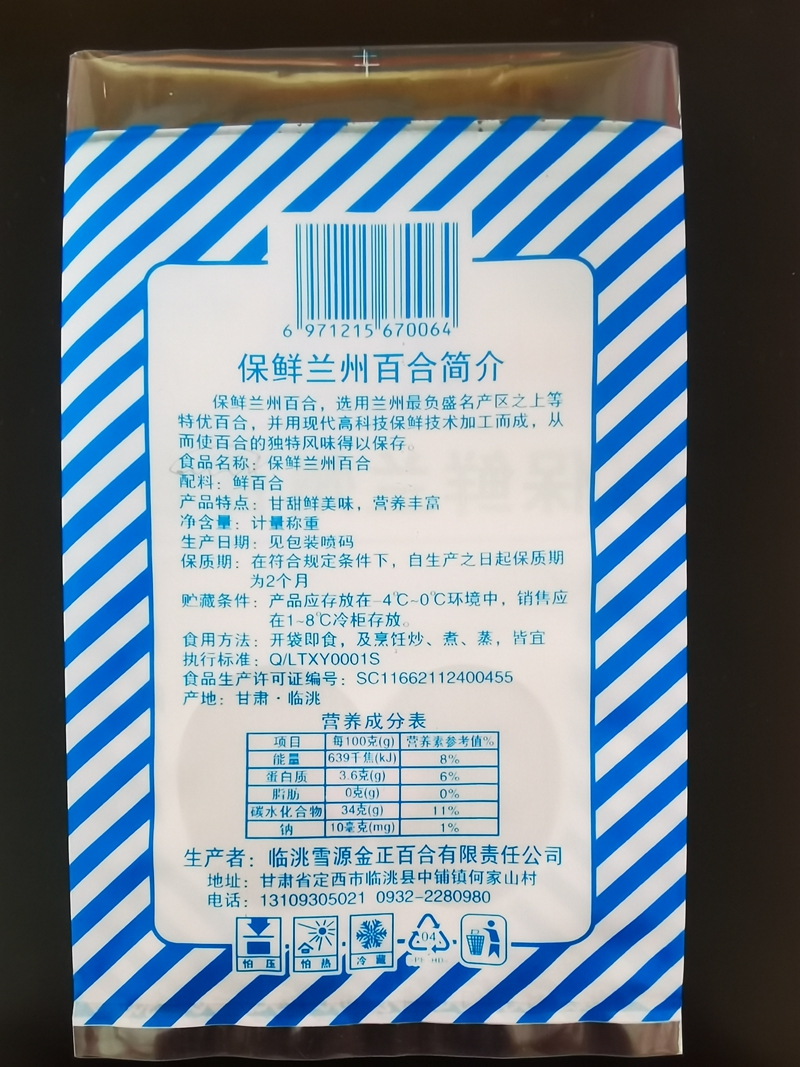 6 971215 670064
保鲜兰州百合简介
保鲜兰州百合，选用兰州最负盛名产区之上等
特优百合，并用现代高科技保鲜技术加工而成，从
而使百合的独特风味得以保存。
食品名称：保鲜兰州百合
配料：鲜百合
产品特点：甘甜鲜美味，营养丰富
净含量：计量称重
生产日期：见包装喷码
保质期：在符合规定条件下，自生产之日起保质期
为2个月
贮藏条件：产品应存放在-4℃~0℃环境中，销售应
在1~8℃冷柜存放。
食用方法：开袋即食，及烹饪炒、煮、蒸，皆宜
执行标准：Q/LTXY0001S
食品生产许可证编号：SC11662112400455
产地：甘肃·临洮
营养成分表
项目 每100克(g) 营养素参考值%
能量 639千焦(kJ) 8%
蛋白质 3.6克(g) 6%
脂肪 0克(g) 0%
碳水化合物 34克(g) 11%
钠 10毫克(mg) 1%
生产者：临洮雪源金正百合有限责任公司
地址：甘肃省定西市临洮县中铺镇何家山村
电话：13109305021 0932-2280980
怕压 怕热 冷藏 04